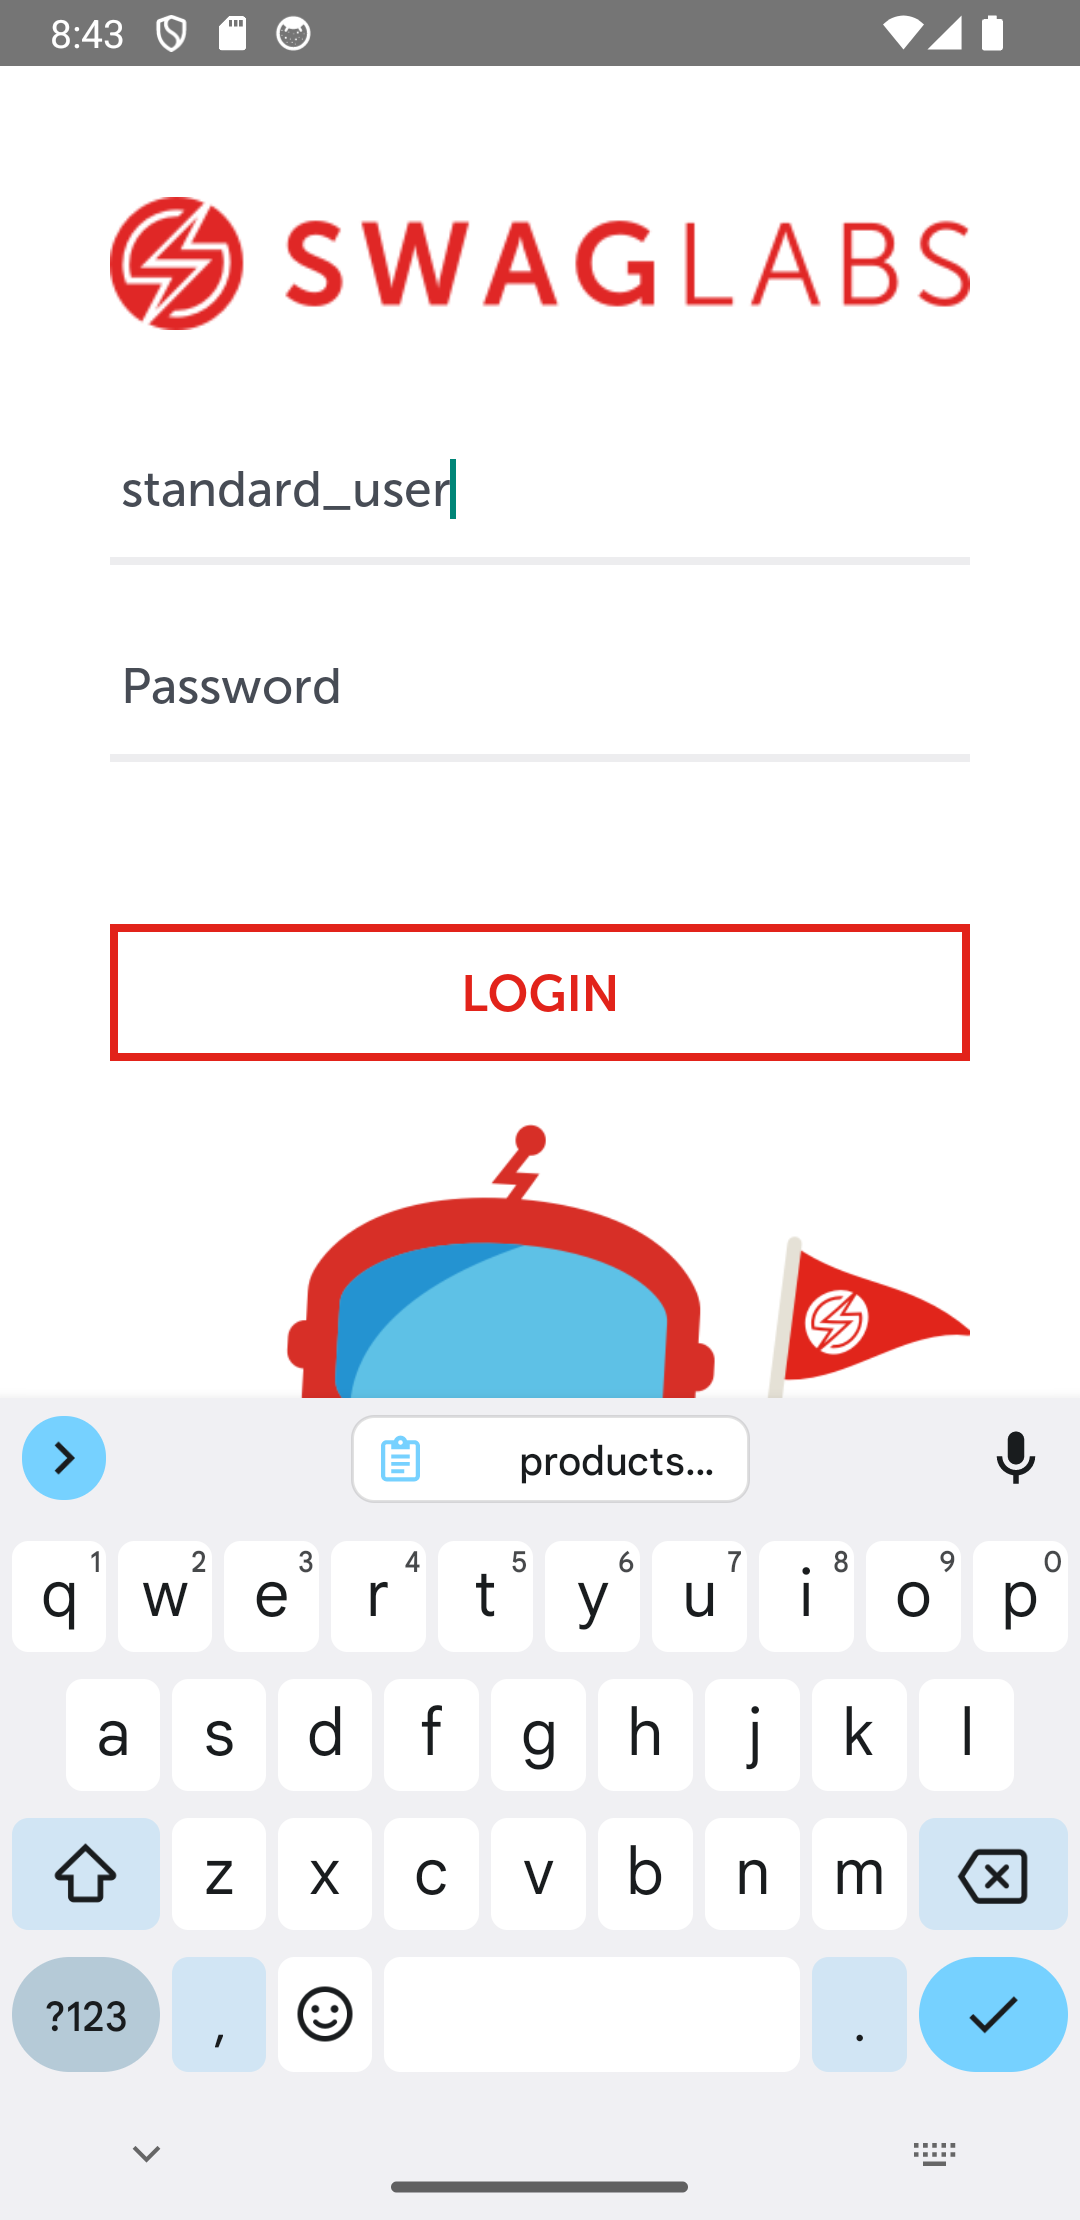 8:43
SWAGLABS
standard_user
Password
LOGIN
products...
q 1 w 2 e 3 r 4 t 5 y 6 u 7 i 8 o 9 p 0
a s d f g h j k l
z x c v b n m
?123 , .